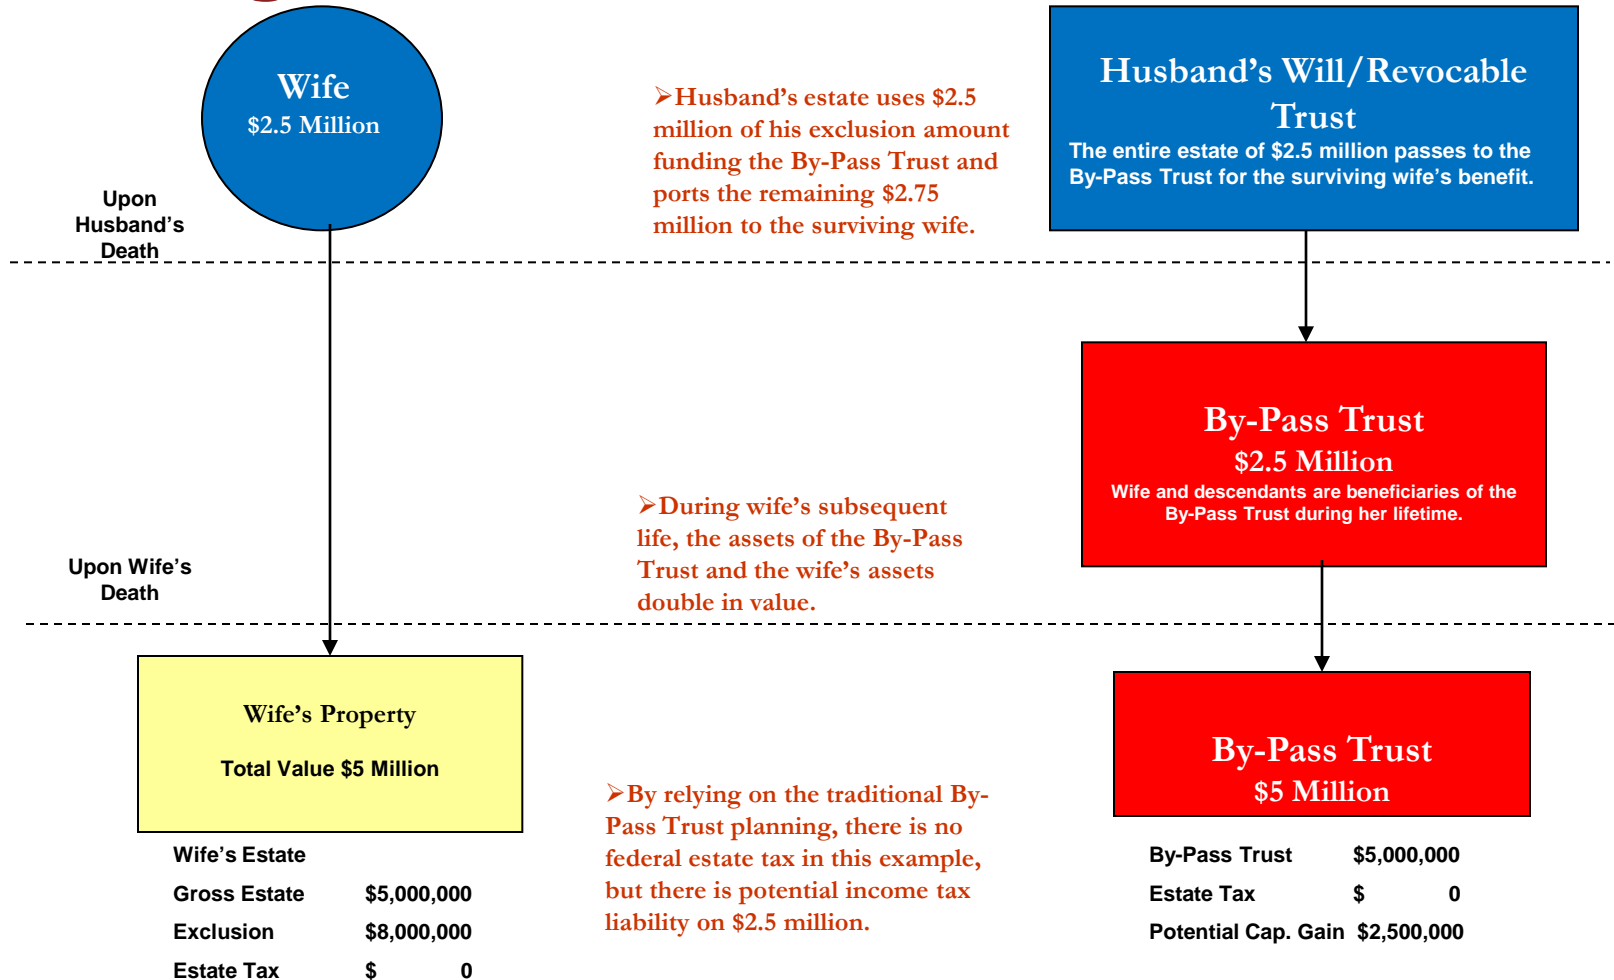 Wife
$2.5 Million
➢Husband’s estate uses $2.5
million of his exclusion amount
funding the By-Pass Trust and
ports the remaining $2.75
million to the surviving wife.
Husband’s Will/Revocable
Trust
The entire estate of $2.5 million passes to the
By-Pass Trust for the surviving wife’s benefit.
Upon
Husband’s
Death
By-Pass Trust
$2.5 Million
Wife and descendants are beneficiaries of the
By-Pass Trust during her lifetime.
➢During wife’s subsequent
life, the assets of the By-Pass
Trust and the wife’s assets
double in value.
Upon Wife’s
Death
Wife’s Property
Total Value $5 Million
By-Pass Trust
$5 Million
➢By relying on the traditional By-
Pass Trust planning, there is no
federal estate tax in this example,
but there is potential income tax
liability on $2.5 million.
Wife’s Estate
Gross Estate $5,000,000
Exclusion $8,000,000
Estate Tax $ 0
By-Pass Trust $5,000,000
Estate Tax $ 0
Potential Cap. Gain $2,500,000